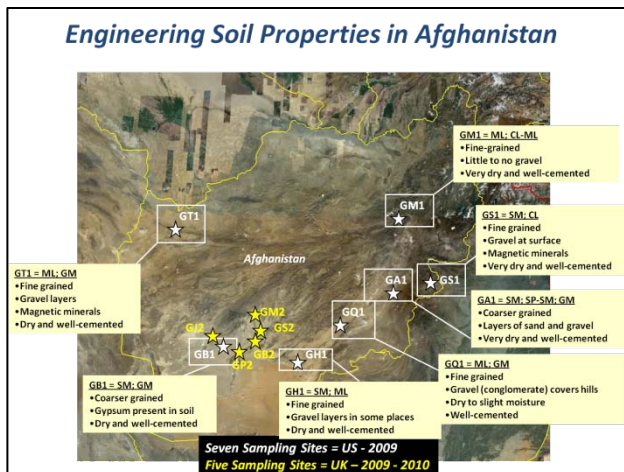 Engineering Soil Properties in Afghanistan
GM1 = ML; CL-ML
•Fine-grained
•Little to no gravel
•Very dry and well-cemented
GS1 = SM; CL
•Fine grained
•Gravel at surface
•Magnetic minerals
•Very dry and well-cemented
GA1 = SM; SP-SM; GM
•Coarser grained
•Layers of sand and gravel
•Very dry and well-cemented
GQ1 = ML; GM
•Fine grained
•Gravel (conglomerate) covers hills
•Dry to slight moisture
•Well-cemented
GT1 = ML; GM
•Fine grained
•Gravel layers
•Magnetic minerals
•Dry and well-cemented
GB1 = SM; GM
•Coarser grained
•Gypsum present in soil
•Dry and well-cemented
GH1 = SM; ML
•Fine grained
•Gravel layers in some places
•Dry and well-cemented
GT1
GM1
Afghanistan
GA1
GS1
GM2
GJ2
GS2
GQ1
GB1
GB2
GP2
GH1
Seven Sampling Sites = US - 2009
Five Sampling Sites = UK – 2009 - 2010